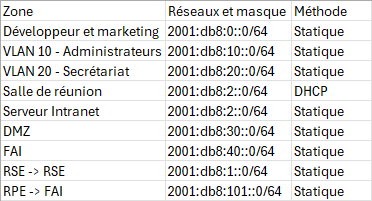 Zone Réseaux et masque Méthode
Développeur et marketing 2001:db8:0::0/64 Statique
VLAN 10 - Administrateurs 2001:db8:10::0/64 Statique
VLAN 20 - Secrétariat 2001:db8:20::0/64 Statique
Salle de réunion 2001:db8:2::0/64 DHCP
Serveur Intranet 2001:db8:2::0/64 Statique
DMZ 2001:db8:30::0/64 Statique
FAI 2001:db8:40::0/64 Statique
RSE -> RSE 2001:db8:1::0/64 Statique
RPE -> FAI 2001:db8:101::0/64 Statique